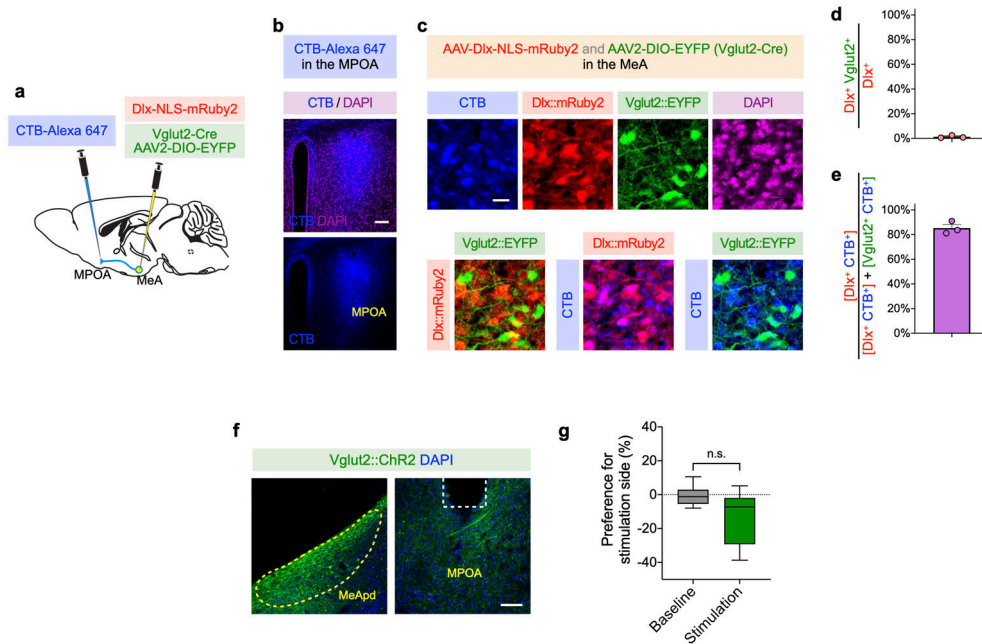 a
CTB-Alexa 647
Dlx-NLS-mRuby2
Vglut2-Cre
AAV2-DIO-EYFP
MPOA
MeA
b
CTB-Alexa 647
in the MPOA
CTB / DAPI
CTB DAPI
CTB
MPOA
c
AAV-Dlx-NLS-mRuby2 and AAV2-DIO-EYFP (Vglut2-Cre)
in the MeA
CTB
Dlx::mRuby2
Vglut2::EYFP
DAPI
Vglut2::EYFP
Dlx::mRuby2
Vglut2::EYFP
Dlx::mRuby2
CTB
CTB
d
Dlx⁺ Vglut2⁺
Dlx⁺
100%
80%
60%
40%
20%
0%
e
[Dlx⁺ CTB⁺]
[Dlx⁺ CTB⁺] + [Vglut2⁺ CTB⁺]
100%
80%
60%
40%
20%
0%
f
Vglut2::ChR2 DAPI
MeApd
MPOA
g
Preference for
stimulation side (%)
40
20
0
-20
-40
n.s.
Baseline
Stimulation